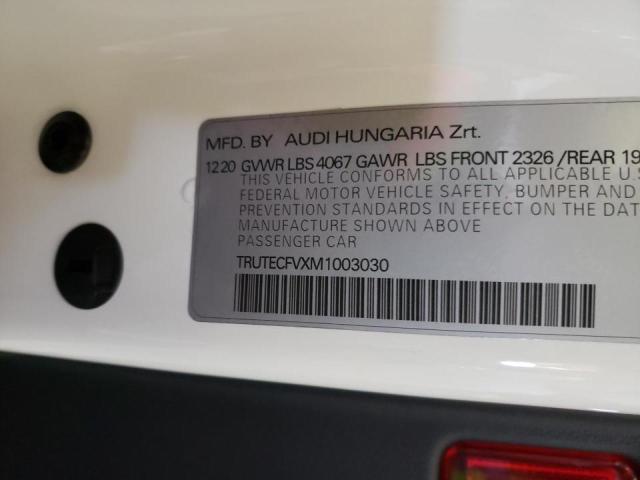 MFD. BY AUDI HUNGARIA Zrt.
12 20 GVWR LBS 4067 GAWR LBS FRONT 2326 /REAR 19
THIS VEHICLE CONFORMS TO ALL APPLICABLE U.S
FEDERAL MOTOR VEHICLE SAFETY, BUMPER AND
PREVENTION STANDARDS IN EFFECT ON THE DAT
MANUFACTURE SHOWN ABOVE
PASSENGER CAR
TRUTECFVXM1003030